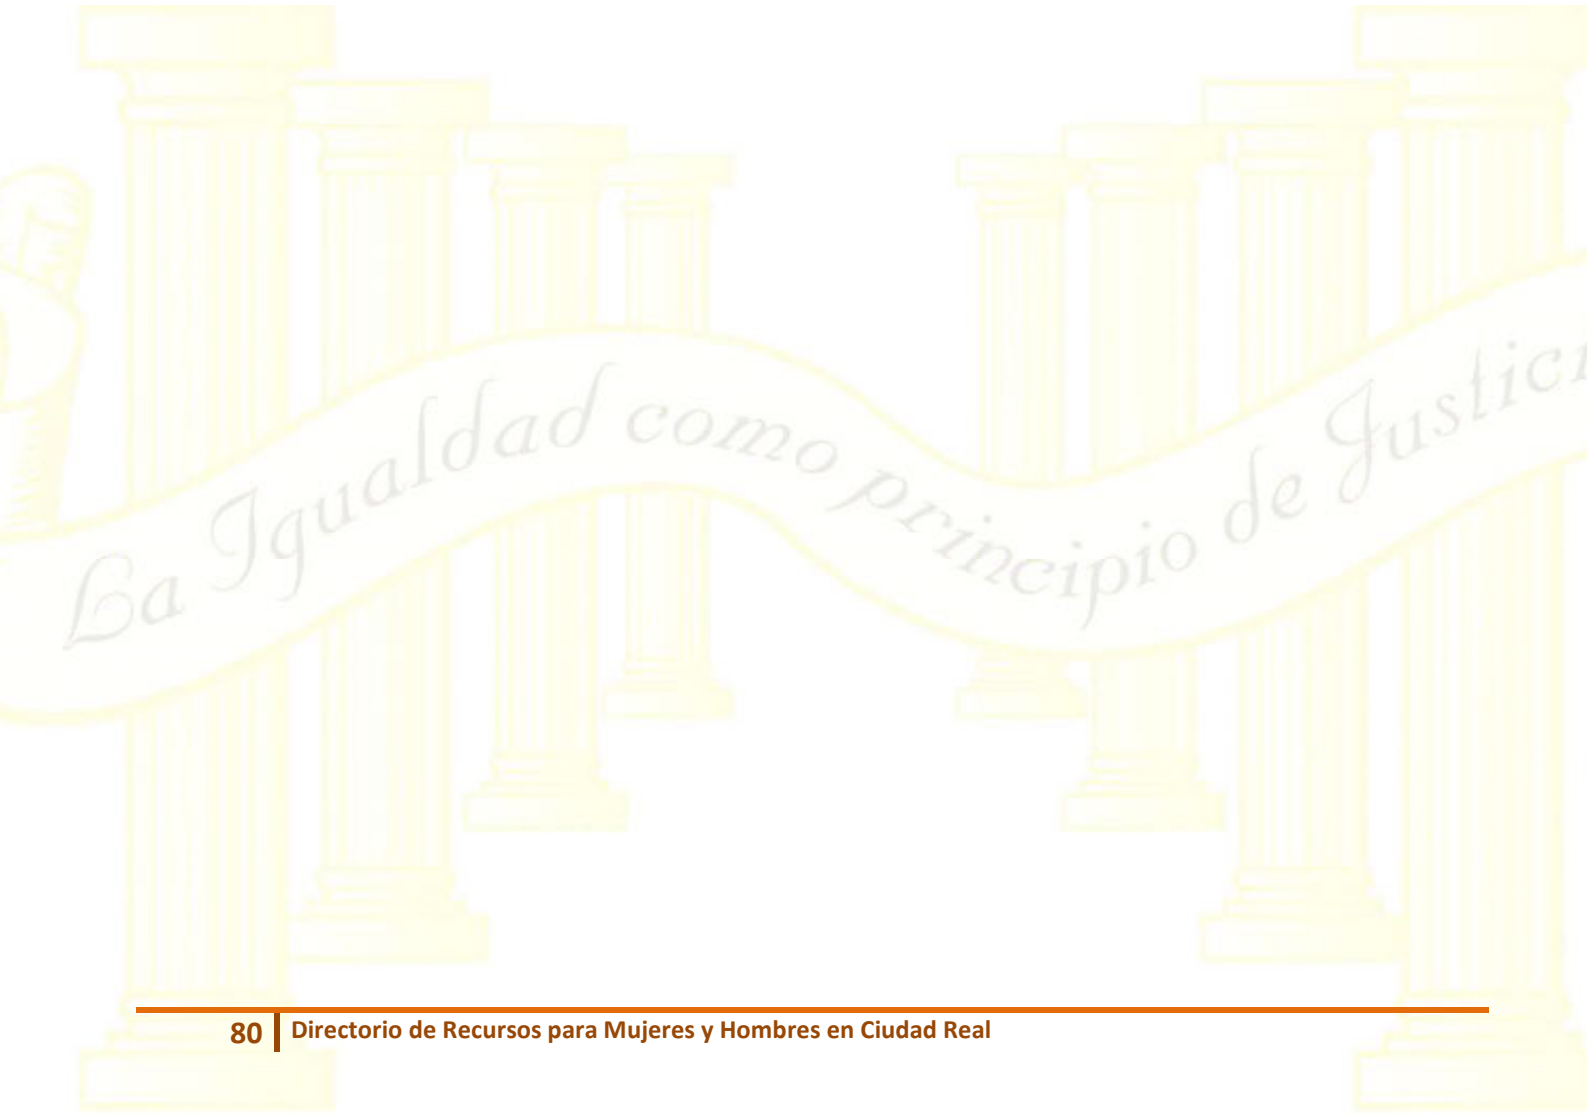 La Igualdad como principio de Justici
80 Directorio de Recursos para Mujeres y Hombres en Ciudad Real